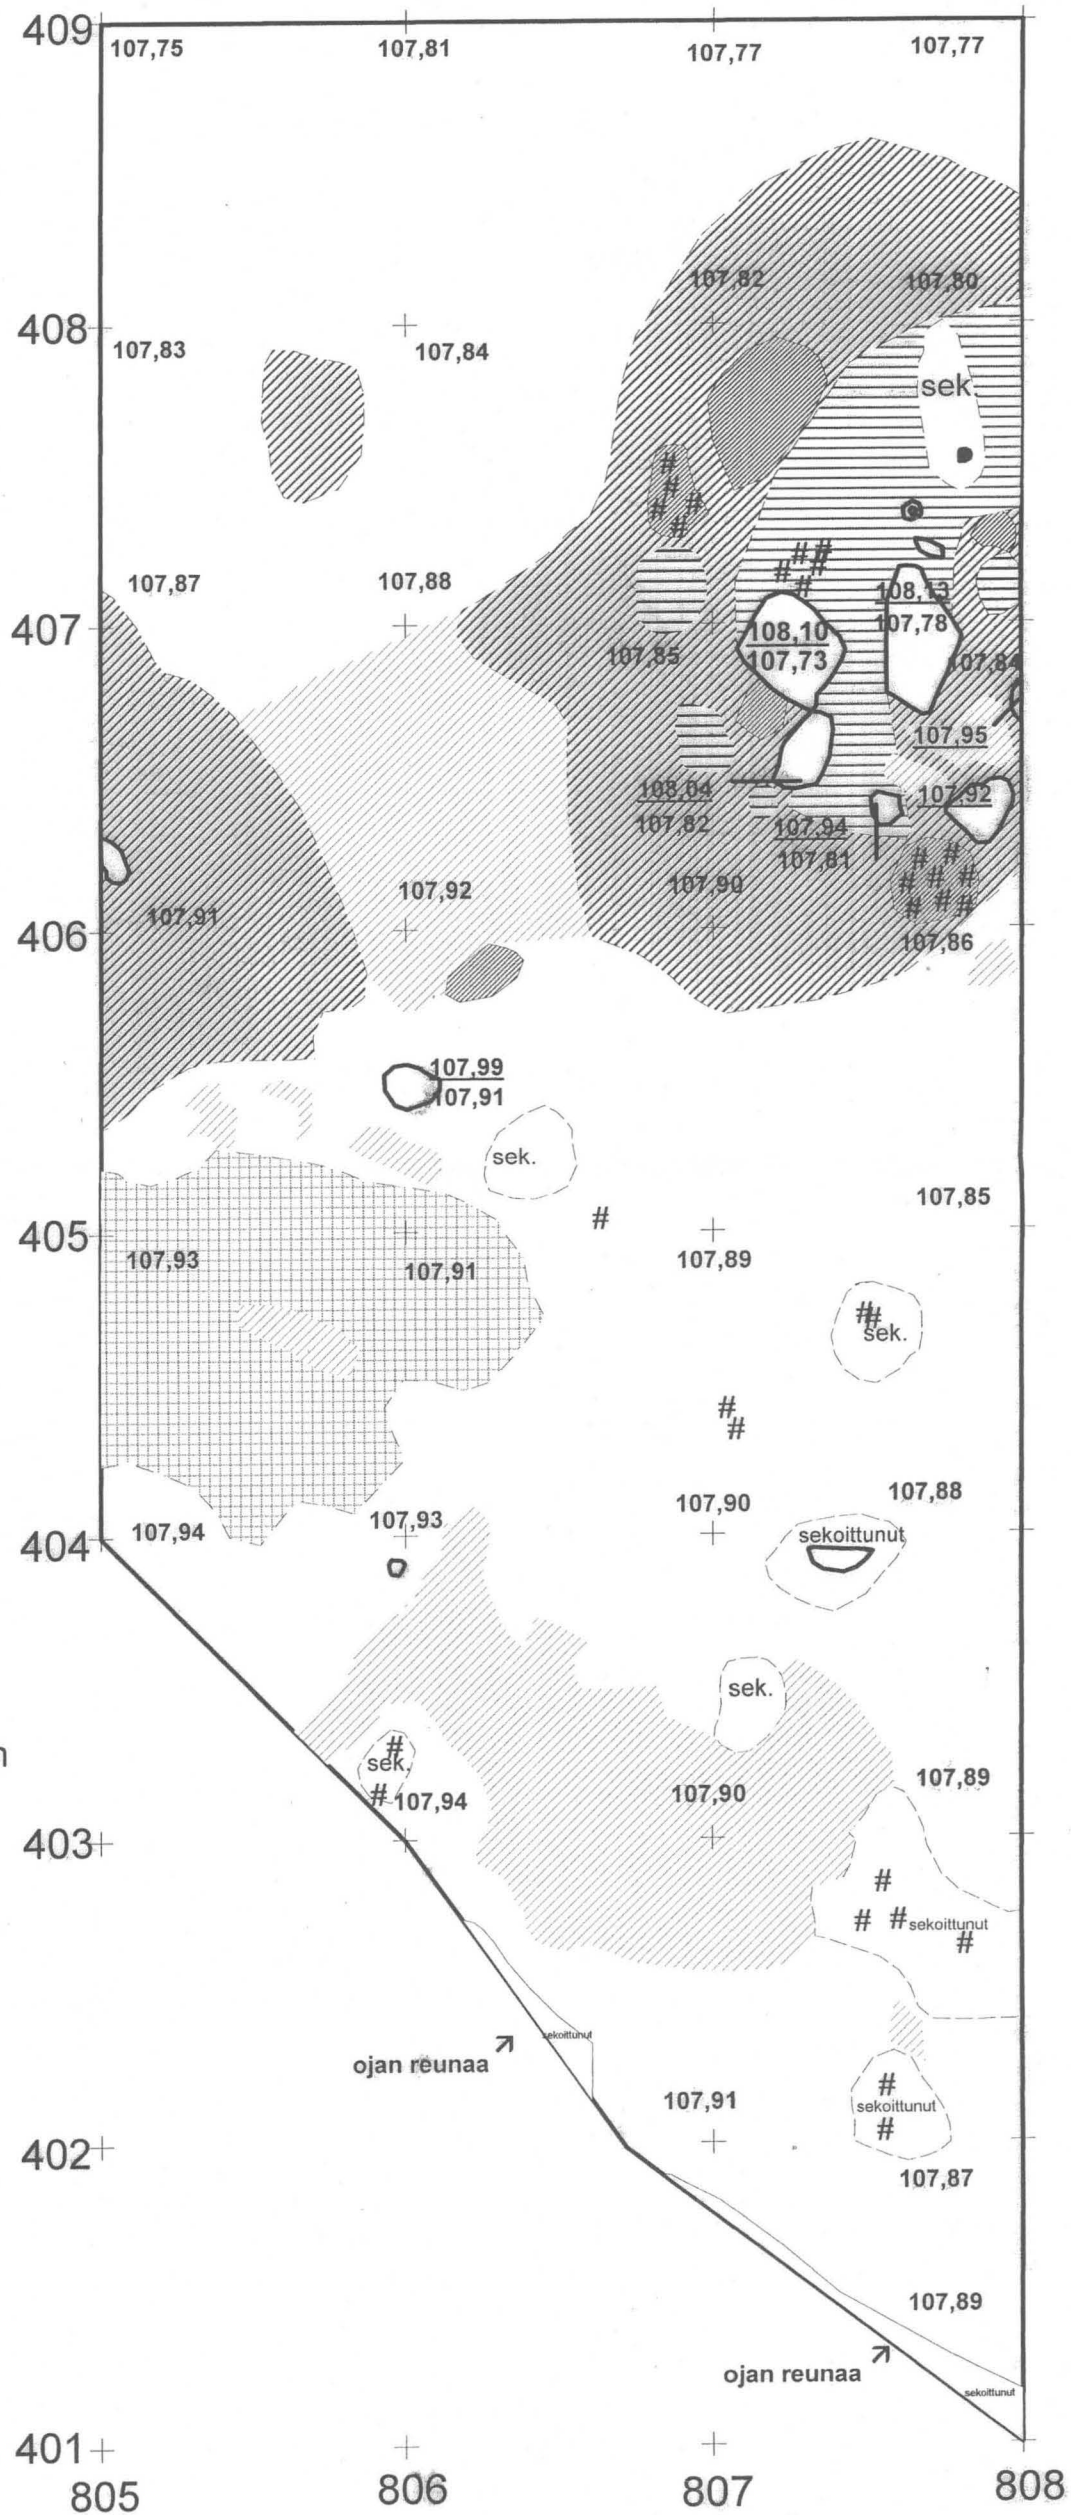 409
107,75 107,81 107,77 107,77
107,82 107,80
408
107,83 107,84
sek.
#
#
# #
#
# #
# #
#
107,87 107,88
108,13
107,78
407
108,10
107,73
107,85 107,84
107,95
108,04
107,82
107,92
107,94
107,81
# #
# # #
# # #
107,92 107,90
107,91
406
107,86
107,99
107,91
sek.
107,85
#
405
107,93 107,91 107,89
##
sek.
#
#
107,90 107,88
107,94 107,93
404
sekoittunut
sek.
#
sek.
n
#
107,94 107,90 107,89
403
#
# # sekoittunut
#
sekoittunut
ojan reunaa
107,91
#
sekoittunut
#
402
107,87
107,89
ojan reunaa
sekoittunut
401
805 806 807 808